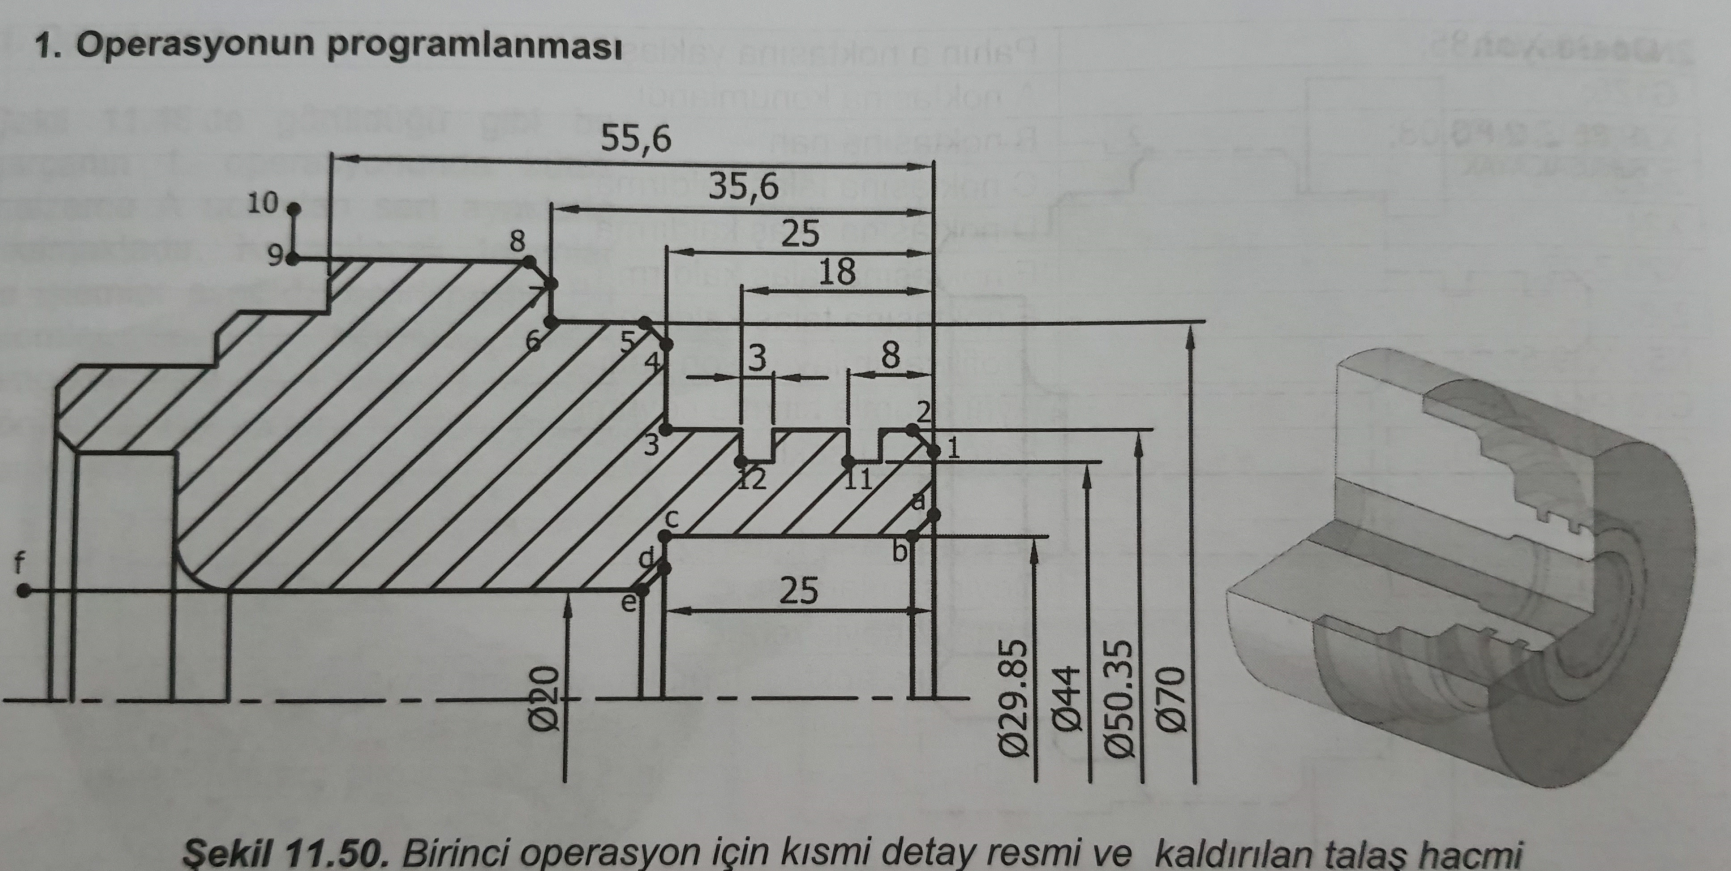 1. Operasyonun programlanması
55,6
35,6
25
18
10
9
8
7
6
5
4
3
8
3
2
1
12
11
a
c
b
d
e
f
25
Ø20
Ø29.85
Ø44
Ø50.35
Ø70
Şekil 11.50. Birinci operasyon için kısmi detay resmi ve kaldırılan talaş hacmi